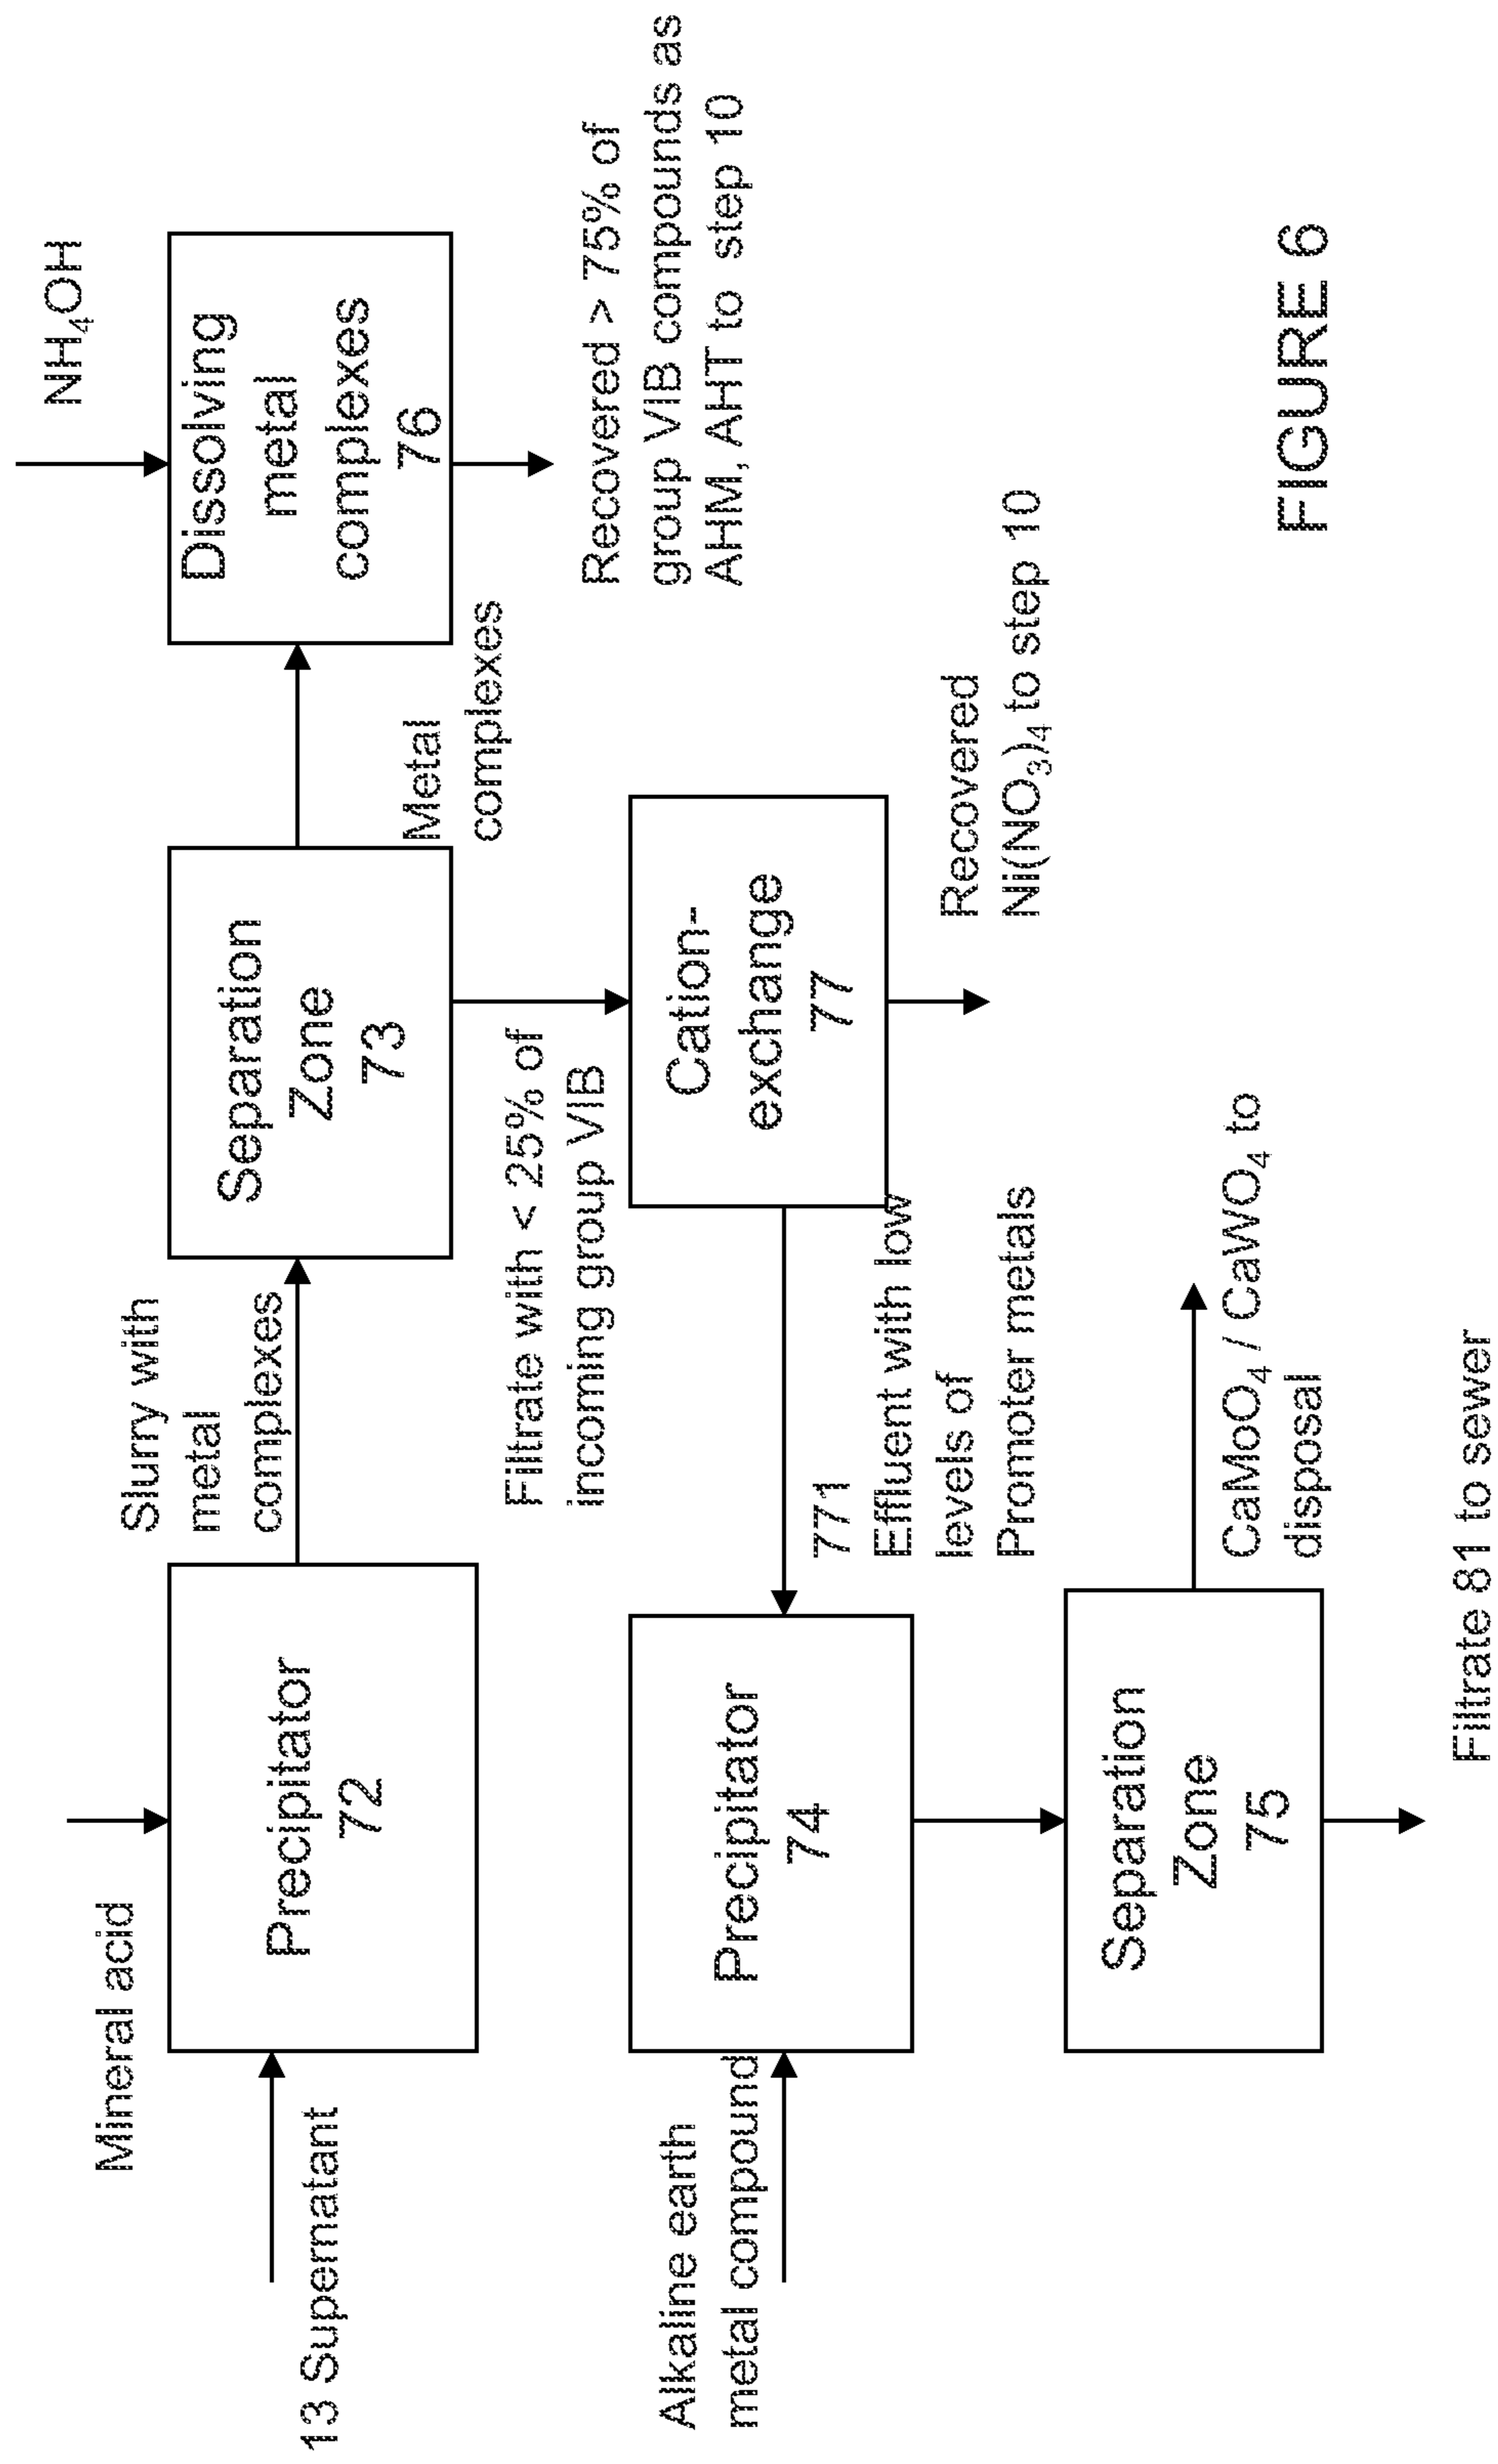 Mineral acid
13 Supernatant
Precipitator
72
Slurry with
metal
complexes
Separation
Zone
73
Metal
complexes
NH₄OH
Dissolving
metal
complexes
76
Recovered > 75% of
group VIB compounds as
AHM, AHT to step 10
Filtrate with < 25% of
incoming group VIB
Cation-
exchange
77
Recovered
Ni(NO₃)₄ to step 10
771
Effluent with low
levels of
Promoter metals
Alkaline earth
metal compound
Precipitator
74
Separation
Zone
75
CaMoO₄ / CaWO₄ to
disposal
Filtrate 81 to sewer
FIGURE 6